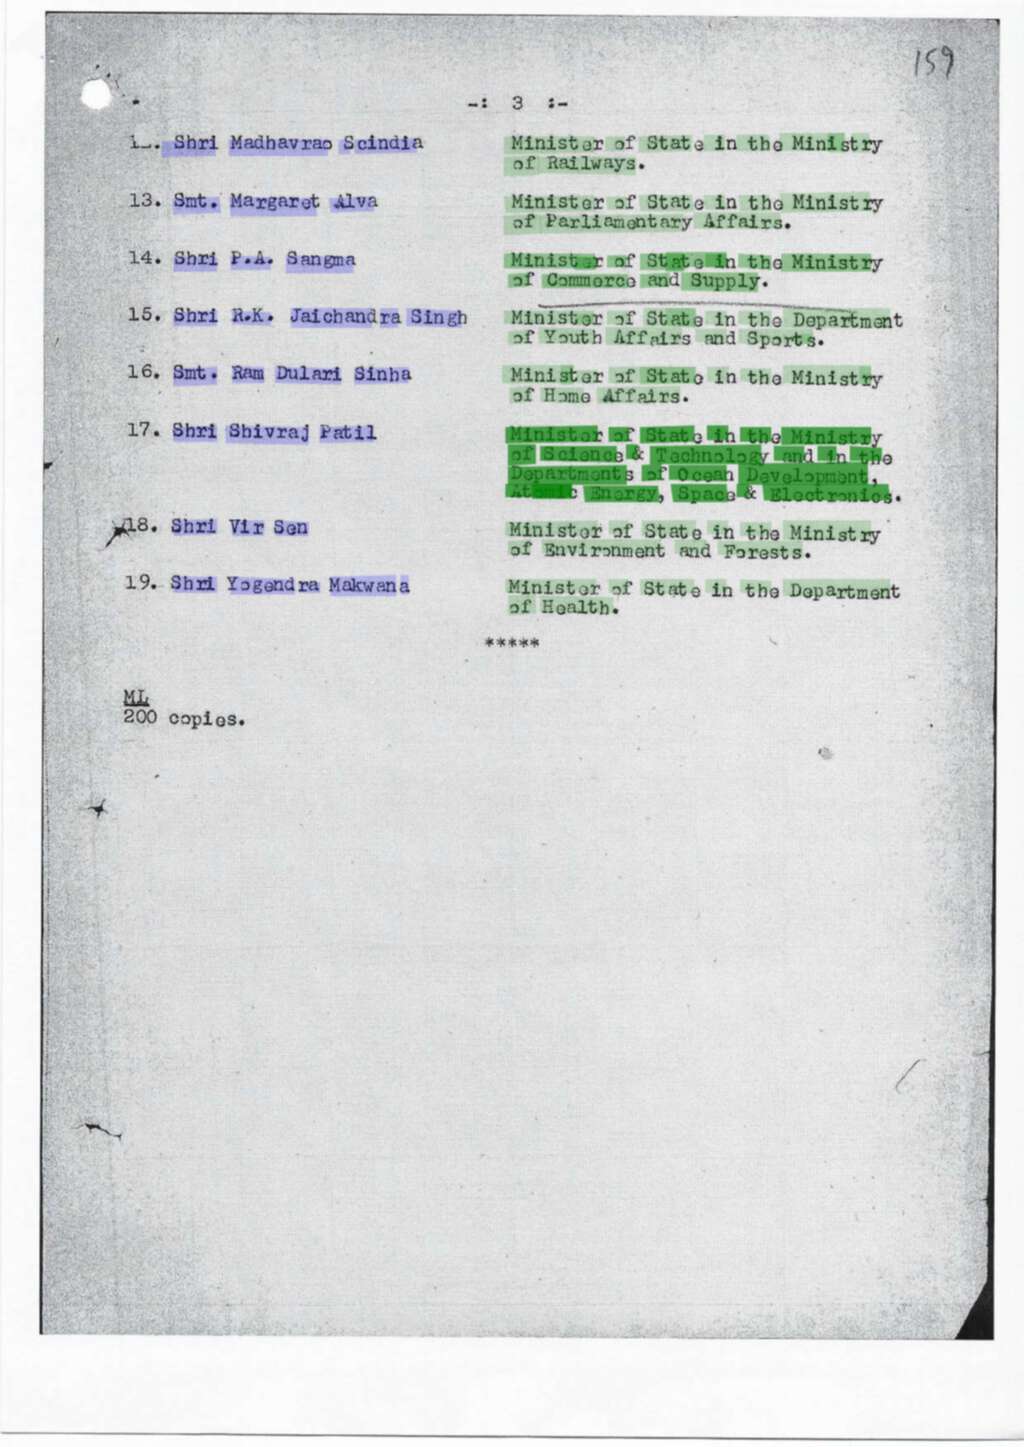 159
-: 3 :-
Shri Madhavrao Scindia Minister of State in the Ministry
of Railways.
13. Smt. Margaret Alva Minister of State in the Ministry
of Parliamentary Affairs.
14. Shri P.A. Sangma Minister of State in the Ministry
of Commerce and Supply.
15. Shri R.K. Jaichandra Singh Minister of State in the Department
of Youth Affairs and Sports.
16. Smt. Ram Dulari Sinha Minister of State in the Ministry
of Home Affairs.
17. Shri Shivraj Patil Minister of State in the Ministry
of Science & Technology and in the
Departments of Ocean Development,
Atomic Energy, Space & Electronics.
18. Shri Vir Sen Minister of State in the Ministry
of Environment and Forests.
19. Shri Yogendra Makwana Minister of State in the Department
of Health.
*****
ML
200 copies.